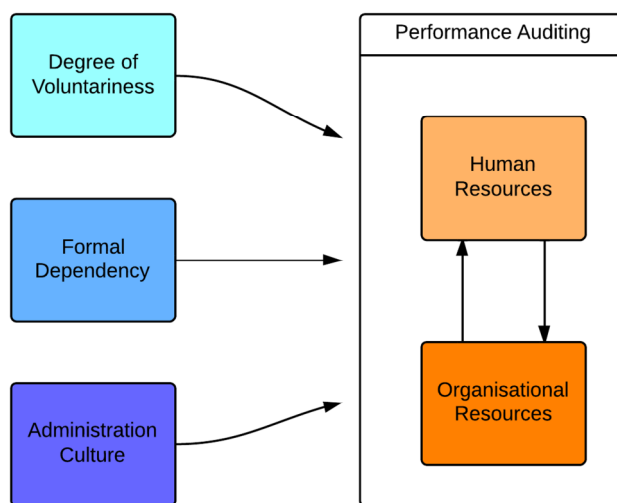 Degree of
Voluntariness
Performance Auditing
Human
Resources
Formal
Dependency
Organisational
Resources
Administration
Culture